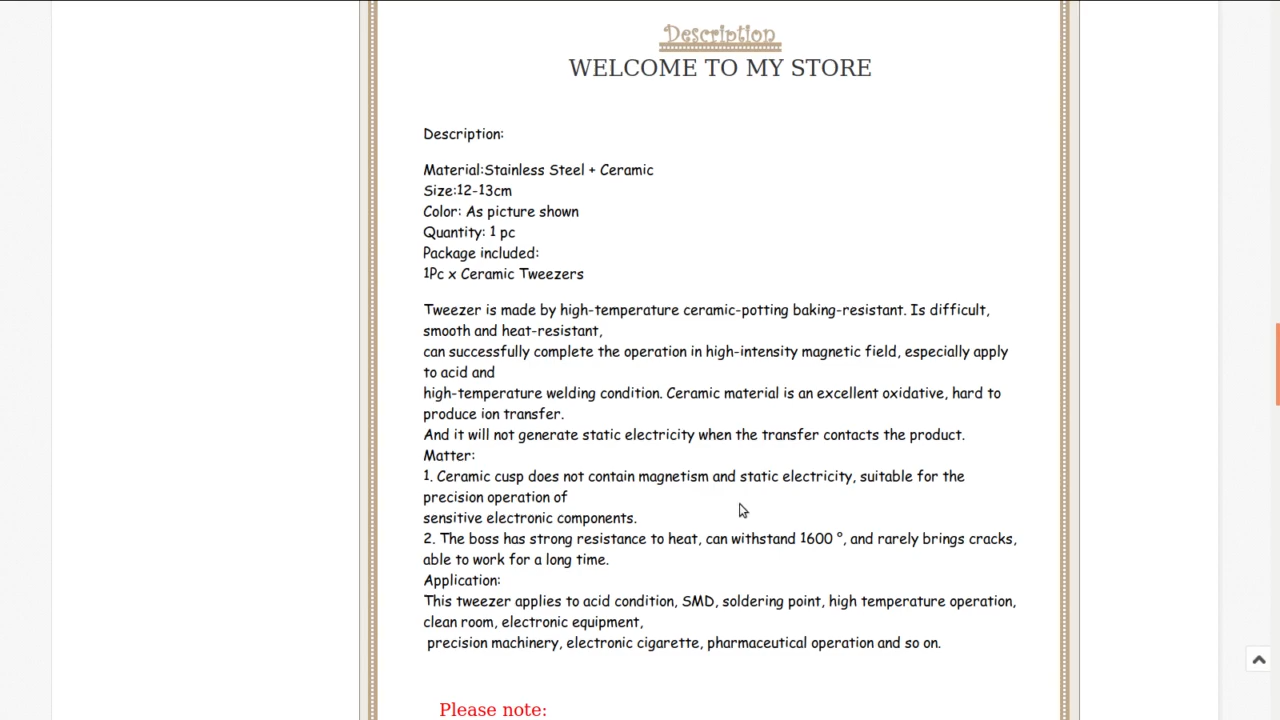 Description
WELCOME TO MY STORE
Description:
Material:Stainless Steel + Ceramic
Size:12-13cm
Color: As picture shown
Quantity: 1 pc
Package included:
1Pc x Ceramic Tweezers
Tweezer is made by high-temperature ceramic-potting baking-resistant. Is difficult,
smooth and heat-resistant,
can successfully complete the operation in high-intensity magnetic field, especially apply
to acid and
high-temperature welding condition. Ceramic material is an excellent oxidative, hard to
produce ion transfer.
And it will not generate static electricity when the transfer contacts the product.
Matter:
1. Ceramic cusp does not contain magnetism and static electricity, suitable for the
precision operation of
sensitive electronic components.
2. The boss has strong resistance to heat, can withstand 1600 °, and rarely brings cracks,
able to work for a long time.
Application:
This tweezer applies to acid condition, SMD, soldering point, high temperature operation,
clean room, electronic equipment,
precision machinery, electronic cigarette, pharmaceutical operation and so on.
Please note: